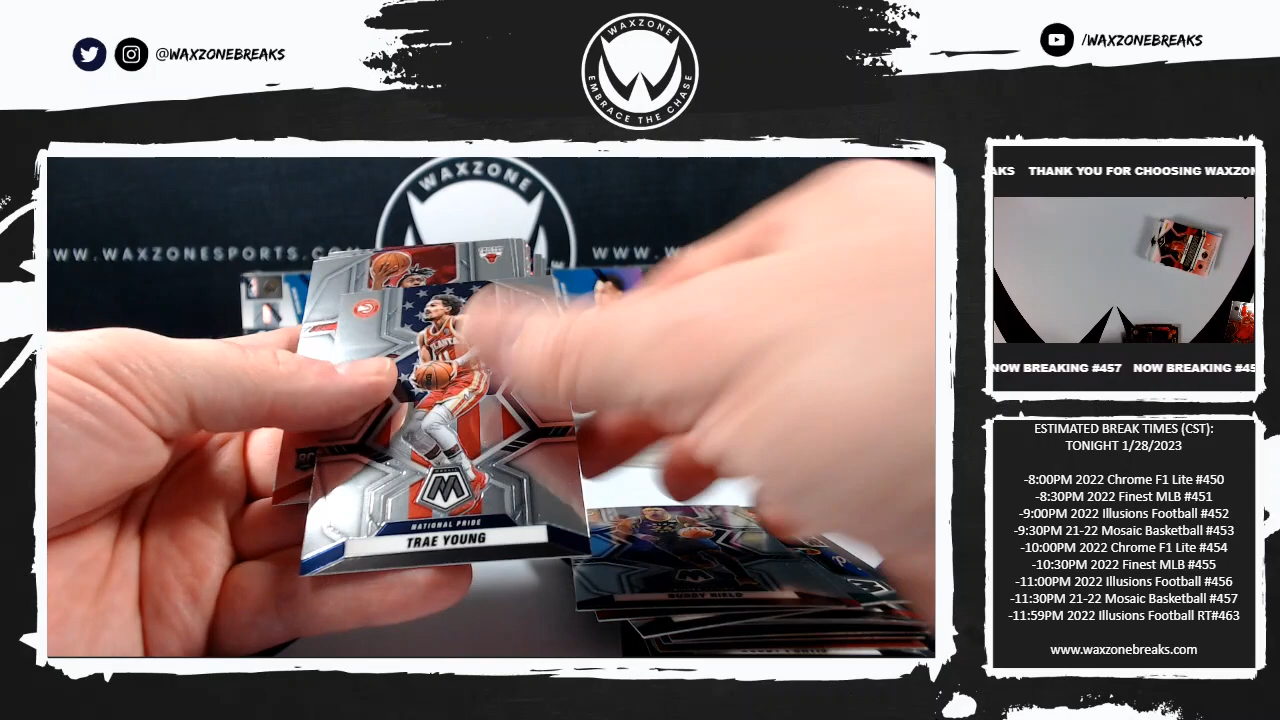 @WAXZONEBREAKS
WAXZONE
EMBRACE THE CHASE
/WAXZONEBREAKS
WAXZONE
WWW.WAXZONESPORTS.CO
WWW.W
MOSAIC
NATIONAL PRIDE
TRAE YOUNG
BUDDY HIELD
AKS THANK YOU FOR CHOOSING WAXZON
NOW BREAKING #457 NOW BREAKING #45
ESTIMATED BREAK TIMES (CST):
TONIGHT 1/28/2023
-8:00PM 2022 Chrome F1 Lite #450
-8:30PM 2022 Finest MLB #451
-9:00PM 2022 Illusions Football #452
-9:30PM 21-22 Mosaic Basketball #453
-10:00PM 2022 Chrome F1 Lite #454
-10:30PM 2022 Finest MLB #455
-11:00PM 2022 Illusions Football #456
-11:30PM 21-22 Mosaic Basketball #457
-11:59PM 2022 Illusions Football RT#463
www.waxzonebreaks.com